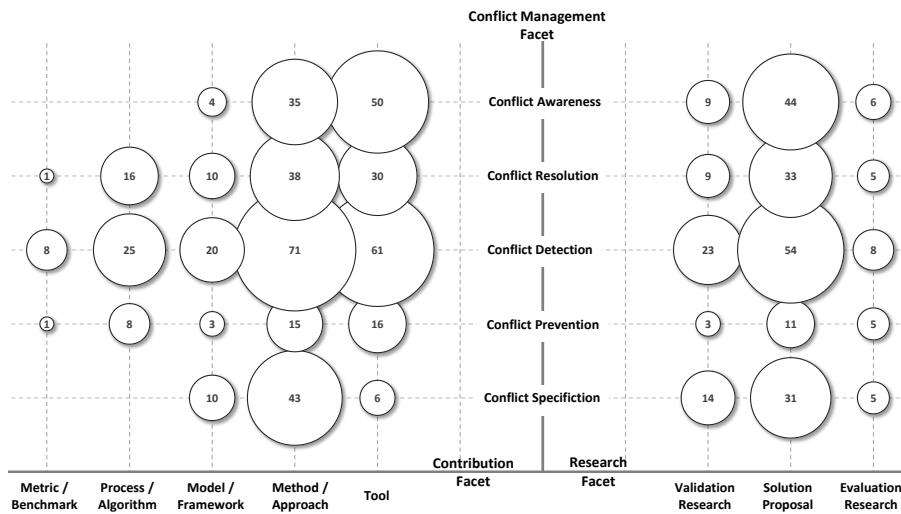 Conflict Management
Facet
4 35 50 Conflict Awareness 9 44 6
1 16 10 38 30 Conflict Resolution 9 33 5
8 25 20 71 61 Conflict Detection 23 54 8
1 8 3 15 16 Conflict Prevention 3 11 5
10 43 6 Conflict Specifiction 14 31 5
Contribution Research
Facet Facet
Metric / Process / Model / Method / Tool Validation Solution Evaluation
Benchmark Algorithm Framework Approach Research Proposal Research